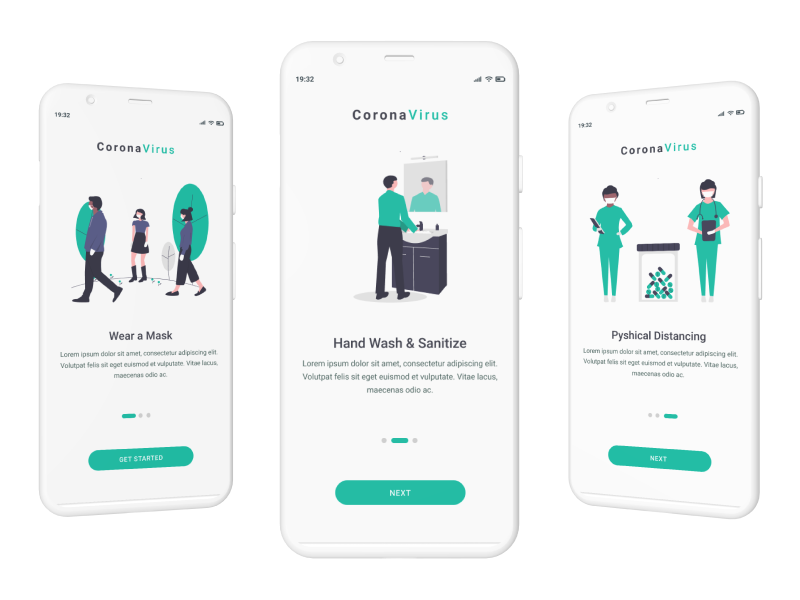 19:32
CoronaVirus
Wear a Mask
Lorem ipsum dolor sit amet, consectetur adipiscing elit.
Volutpat felis sit eget euismod et vulputate. Vitae lacus,
maecenas odio ac.
GET STARTED
19:32
CoronaVirus
Hand Wash & Sanitize
Lorem ipsum dolor sit amet, consectetur adipiscing elit.
Volutpat felis sit eget euismod et vulputate. Vitae lacus,
maecenas odio ac.
NEXT
19:32
CoronaVirus
Pyshical Distancing
Lorem ipsum dolor sit amet, consectetur adipiscing elit.
Volutpat felis sit eget euismod et vulputate. Vitae lacus,
maecenas odio ac.
NEXT